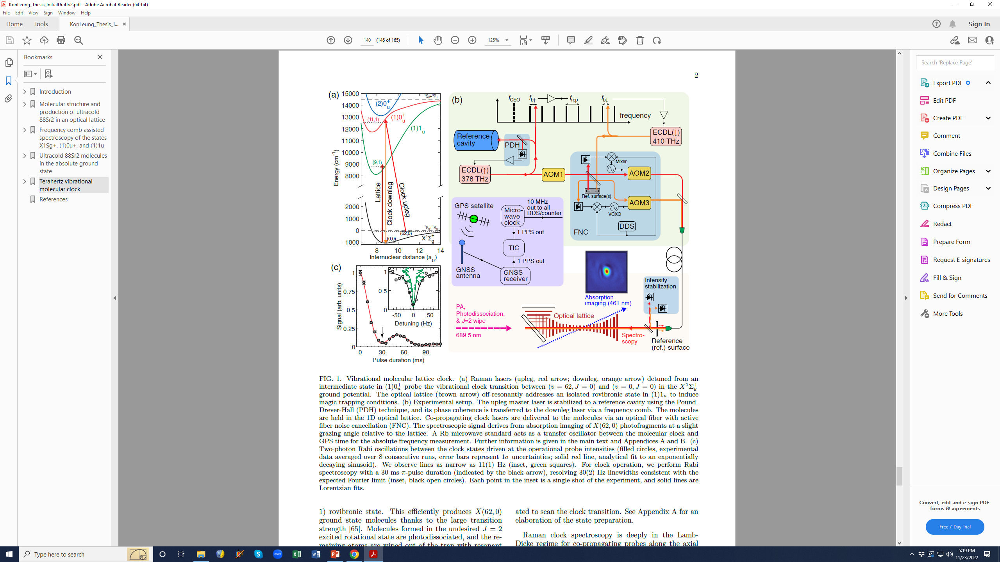 KonLeung_Thesis_InitialDraftv2.pdf - Adobe Acrobat Reader (64-bit)
File Edit View Sign Window Help
Home Tools KonLeung_Thesis_I... × Sign In
140 (146 of 165) 125%
Bookmarks
Introduction
Molecular structure and
production of ultracold
88Sr2 in an optical lattice
Frequency comb assisted
spectroscopy of the states
X1Sg+, (1)0u+, and (1)1u
Ultracold 88Sr2 molecules
in the absolute ground
state
Terahertz vibrational
molecular clock
References
2
(a)
15000
14000
13000
12000
11000
10000
9000
8000
2000
1000
0
-1000
Energy (cm⁻¹)
8 10 12 14
Internuclear distance (a₀)
¹S₀+³P₁
(2)0⁺ᵤ
(11,1)
(1)0⁺ᵤ
(1)1ᵤ
(9,1)
Lattice
Clock downleg
Clock upleg
¹S₀+¹S₀
(62,0)
(0,0)
X¹Σ⁺g
(b)
fCEO fb↑ frep fb↓
frequency
Reference
cavity
PDH
ECDL(↓)
410 THz
ECDL(↑)
378 THz
AOM1
Mixer
AOM2
Ref. surface(s)
AOM3
VCXO
DDS
FNC
GPS satellite
Micro-
wave
clock
10 MHz
out to all
DDS/counter
1 PPS out
TIC
1 PPS out
GNSS
antenna
GNSS
receiver
Absorption
imaging (461 nm)
Intensity
stabilization
PA,
Photodissociation,
& J=2 wipe
689.5 nm
Optical lattice
Spectro-
scopy
Reference
(ref.) surface
(c)
1
0.75
0.5
0.25
0
Signal (arb. units)
0 30 60 90
Pulse duration (ms)
1
0.5
0
-50 0 50
Detuning (Hz)
FIG. 1. Vibrational molecular lattice clock. (a) Raman lasers (upleg, red arrow; downleg, orange arrow) detuned from an
intermediate state in (1)0⁺ᵤ probe the vibrational clock transition between (v = 62, J = 0) and (v = 0, J = 0) in the X¹Σ⁺g
ground potential. The optical lattice (brown arrow) off-resonantly addresses an isolated rovibronic state in (1)1ᵤ to induce
magic trapping conditions. (b) Experimental setup. The upleg master laser is stabilized to a reference cavity using the Pound-
Drever-Hall (PDH) technique, and its phase coherence is transferred to the downleg laser via a frequency comb. The molecules
are held in the 1D optical lattice. Co-propagating clock lasers are delivered to the molecules via an optical fiber with active
fiber noise cancellation (FNC). The spectroscopic signal derives from absorption imaging of X(62, 0) photofragments at a slight
grazing angle relative to the lattice. A Rb microwave standard acts as a transfer oscillator between the molecular clock and
GPS time for the absolute frequency measurement. Further information is given in the main text and Appendices A and B. (c)
Two-photon Rabi oscillations between the clock states driven at the operational probe intensities (filled circles, experimental
data averaged over 8 consecutive runs, error bars represent 1σ uncertainties; solid red line, analytical fit to an exponentially
decaying sinusoid). We observe lines as narrow as 11(1) Hz (inset, green squares). For clock operation, we perform Rabi
spectroscopy with a 30 ms π-pulse duration (indicated by the black arrow), resolving 30(2) Hz linewidths consistent with the
expected Fourier limit (inset, black open circles). Each point in the inset is a single shot of the experiment, and solid lines are
Lorentzian fits.
1) rovibronic state. This efficiently produces X(62, 0)
ground state molecules thanks to the large transition
strength [65]. Molecules formed in the undesired J = 2
excited rotational state are photodissociated, and the re-
maining atoms are wiped out of the trap with resonant
ated to scan the clock transition. See Appendix A for an
elaboration of the state preparation.
Raman clock spectroscopy is deeply in the Lamb-
Dicke regime for co-propagating probes along the axial
Search 'Replace Page'
Export PDF
Edit PDF
Create PDF
Comment
Combine Files
Organize Pages
Design Pages
Compress PDF
Redact
Prepare Form
Request E-signatures
Fill & Sign
Send for Comments
More Tools
Convert, edit and e-sign PDF
forms & agreements
Free 7-Day Trial
Type here to search
zoom
5:19 PM
11/23/2022